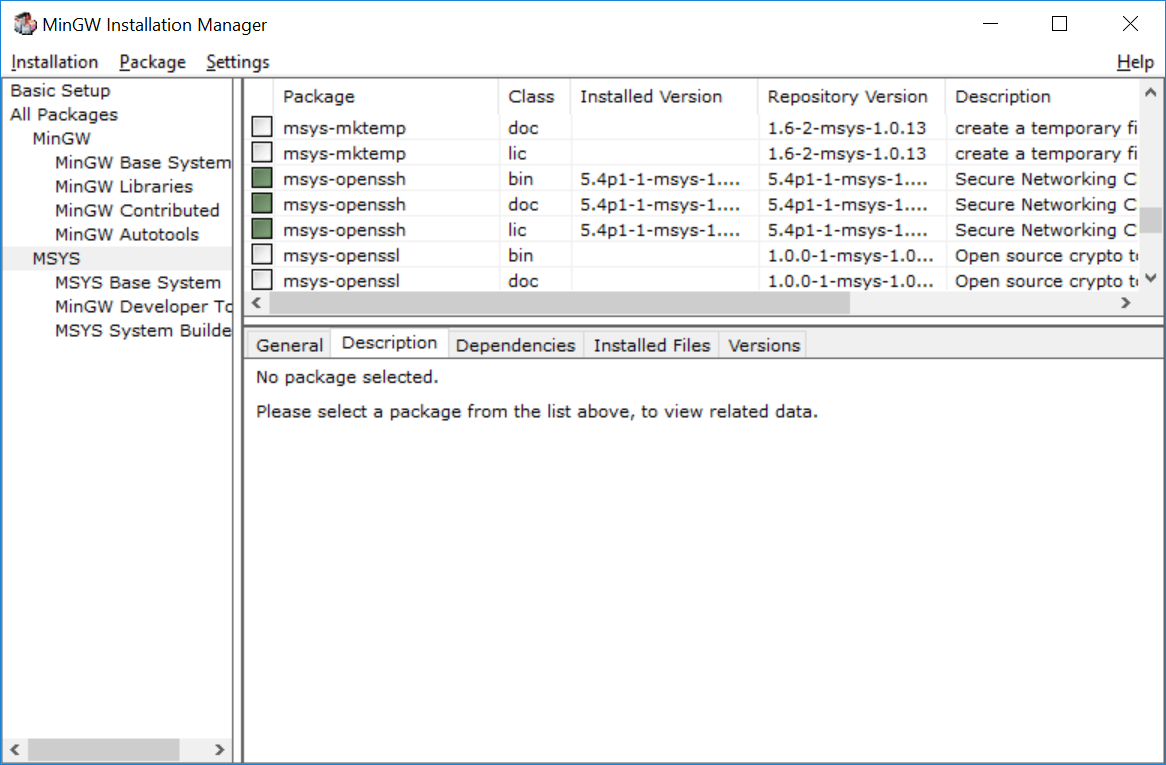 MinGW Installation Manager
Installation Package Settings Help
Basic Setup
All Packages
MinGW
MinGW Base System
MinGW Libraries
MinGW Contributed
MinGW Autotools
MSYS
MSYS Base System
MinGW Developer To
MSYS System Builde
Package Class Installed Version Repository Version Description
msys-mktemp doc 1.6-2-msys-1.0.13 create a temporary fi
msys-mktemp lic 1.6-2-msys-1.0.13 create a temporary fi
msys-openssh bin 5.4p1-1-msys-1.... 5.4p1-1-msys-1.... Secure Networking C
msys-openssh doc 5.4p1-1-msys-1.... 5.4p1-1-msys-1.... Secure Networking C
msys-openssh lic 5.4p1-1-msys-1.... 5.4p1-1-msys-1.... Secure Networking C
msys-openssl bin 1.0.0-1-msys-1.0... Open source crypto to
msys-openssl doc 1.0.0-1-msys-1.0... Open source crypto to
General Description Dependencies Installed Files Versions
No package selected.
Please select a package from the list above, to view related data.